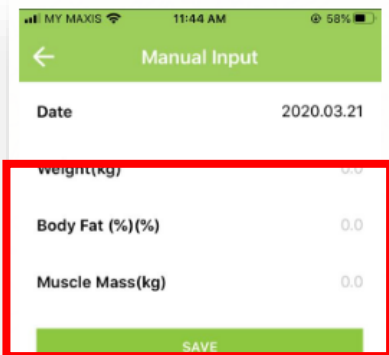 MY MAXIS 11:44 AM 58%
Manual Input
Date 2020.03.21
Weight(kg) 0.0
Body Fat (%)(%) 0.0
Muscle Mass(kg) 0.0
SAVE